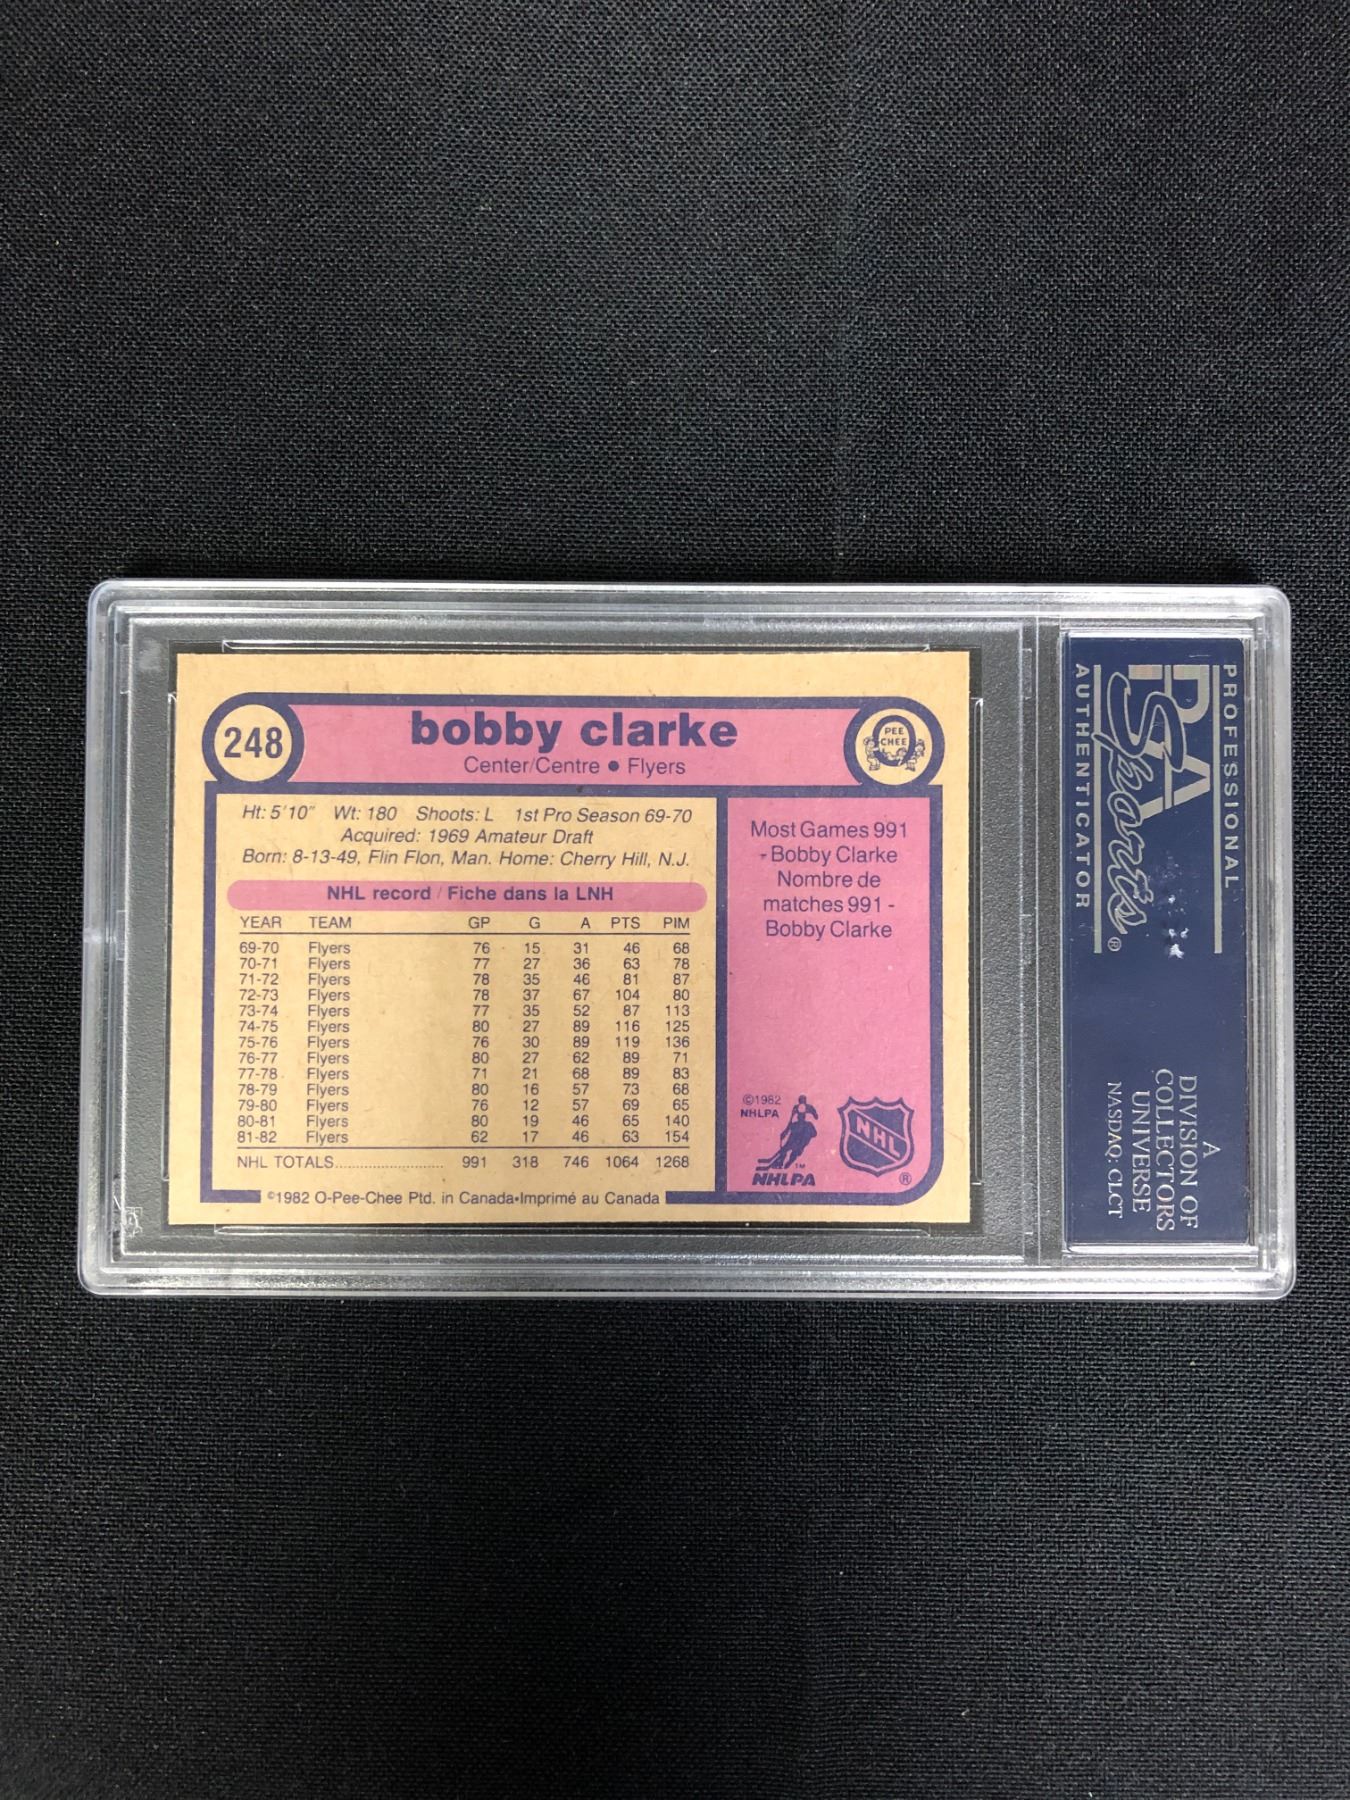 248
bobby clarke
Center/Centre • Flyers
O
PEE
CHEE
Ht: 5'10" Wt: 180 Shoots: L 1st Pro Season 69-70
Acquired: 1969 Amateur Draft
Born: 8-13-49, Flin Flon, Man. Home: Cherry Hill, N.J.
NHL record / Fiche dans la LNH
YEAR TEAM GP G A PTS PIM
69-70 Flyers 76 15 31 46 68
70-71 Flyers 77 27 36 63 78
71-72 Flyers 78 35 46 81 87
72-73 Flyers 78 37 67 104 80
73-74 Flyers 77 35 52 87 113
74-75 Flyers 80 27 89 116 125
75-76 Flyers 76 30 89 119 136
76-77 Flyers 80 27 62 89 71
77-78 Flyers 71 21 68 89 83
78-79 Flyers 80 16 57 73 68
79-80 Flyers 76 12 57 69 65
80-81 Flyers 80 19 46 65 140
81-82 Flyers 62 17 46 63 154
NHL TOTALS........................ 991 318 746 1064 1268
©1982 O-Pee-Chee Ptd. in Canada•Imprimé au Canada
Most Games 991
- Bobby Clarke
Nombre de
matches 991 -
Bobby Clarke
©1982
NHLPA
TM
NHLPA
NHL
®
PROFESSIONAL
PSA
Sports®
AUTHENTICATOR
A
DIVISION OF
COLLECTORS
UNIVERSE
NASDAQ: CLCT